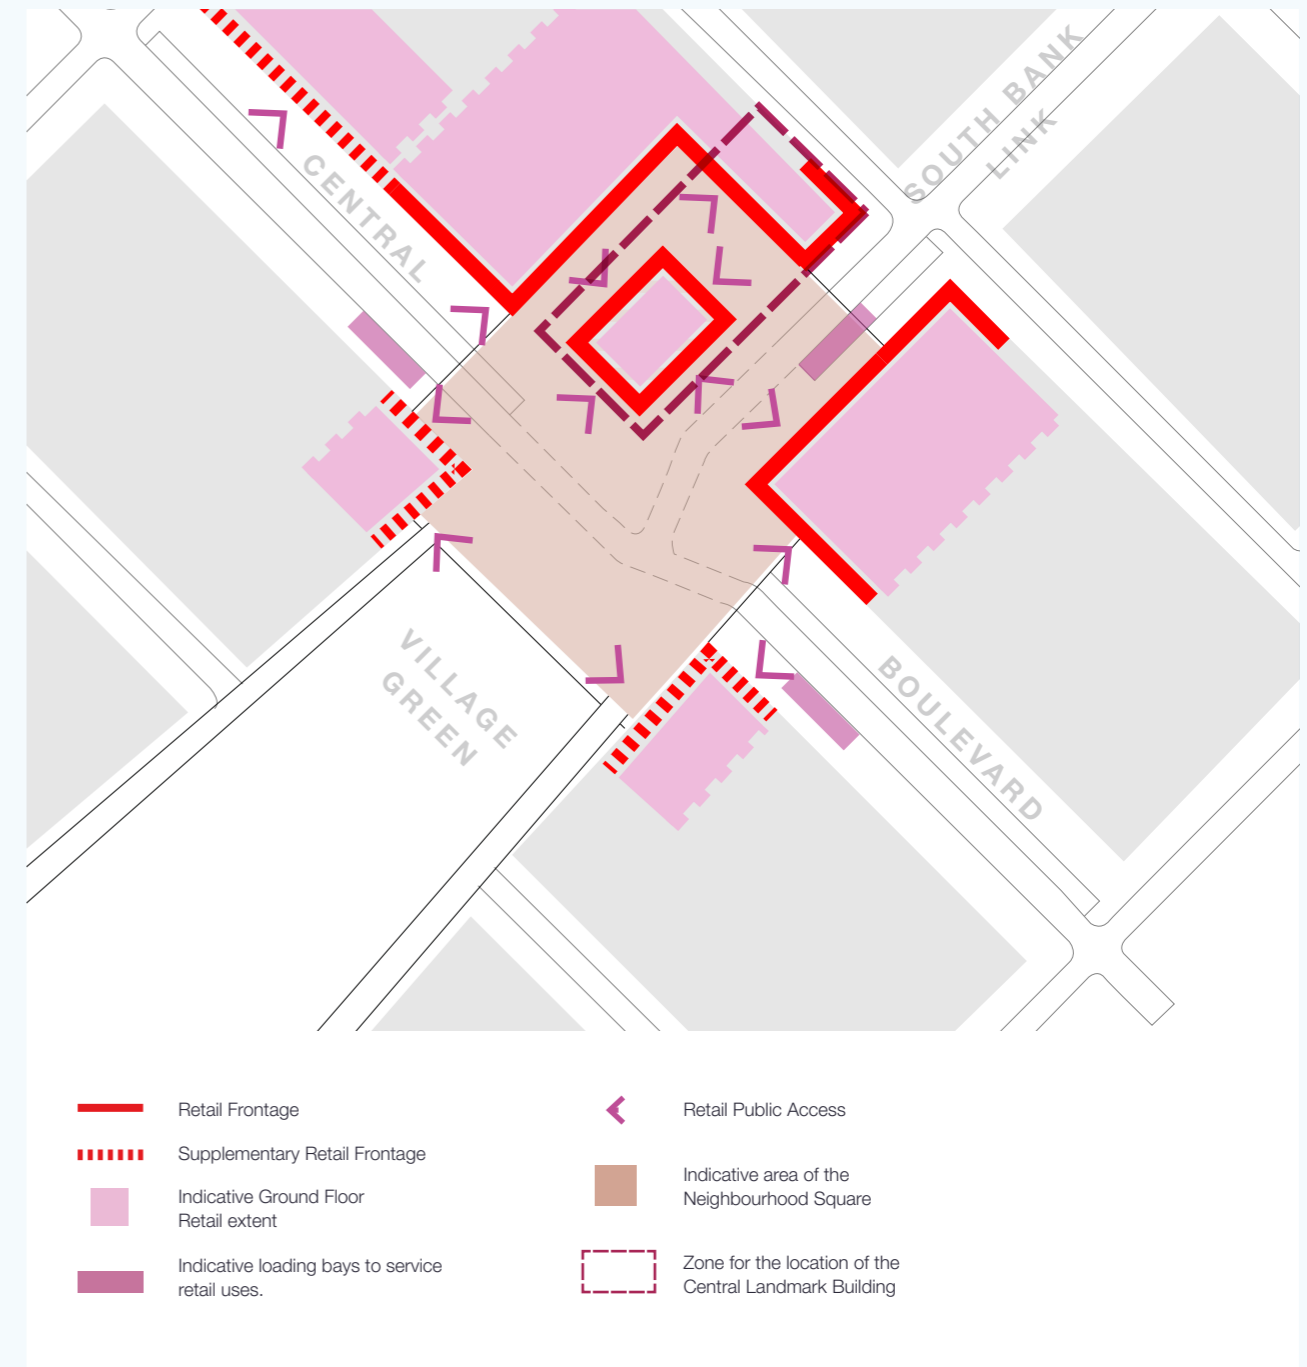 SOUTH BANK
LINK
CENTRAL
VILLAGE
GREEN
BOULEVARD
Retail Frontage
Supplementary Retail Frontage
Indicative Ground Floor
Retail extent
Indicative loading bays to service
retail uses.
Retail Public Access
Indicative area of the
Neighbourhood Square
Zone for the location of the
Central Landmark Building